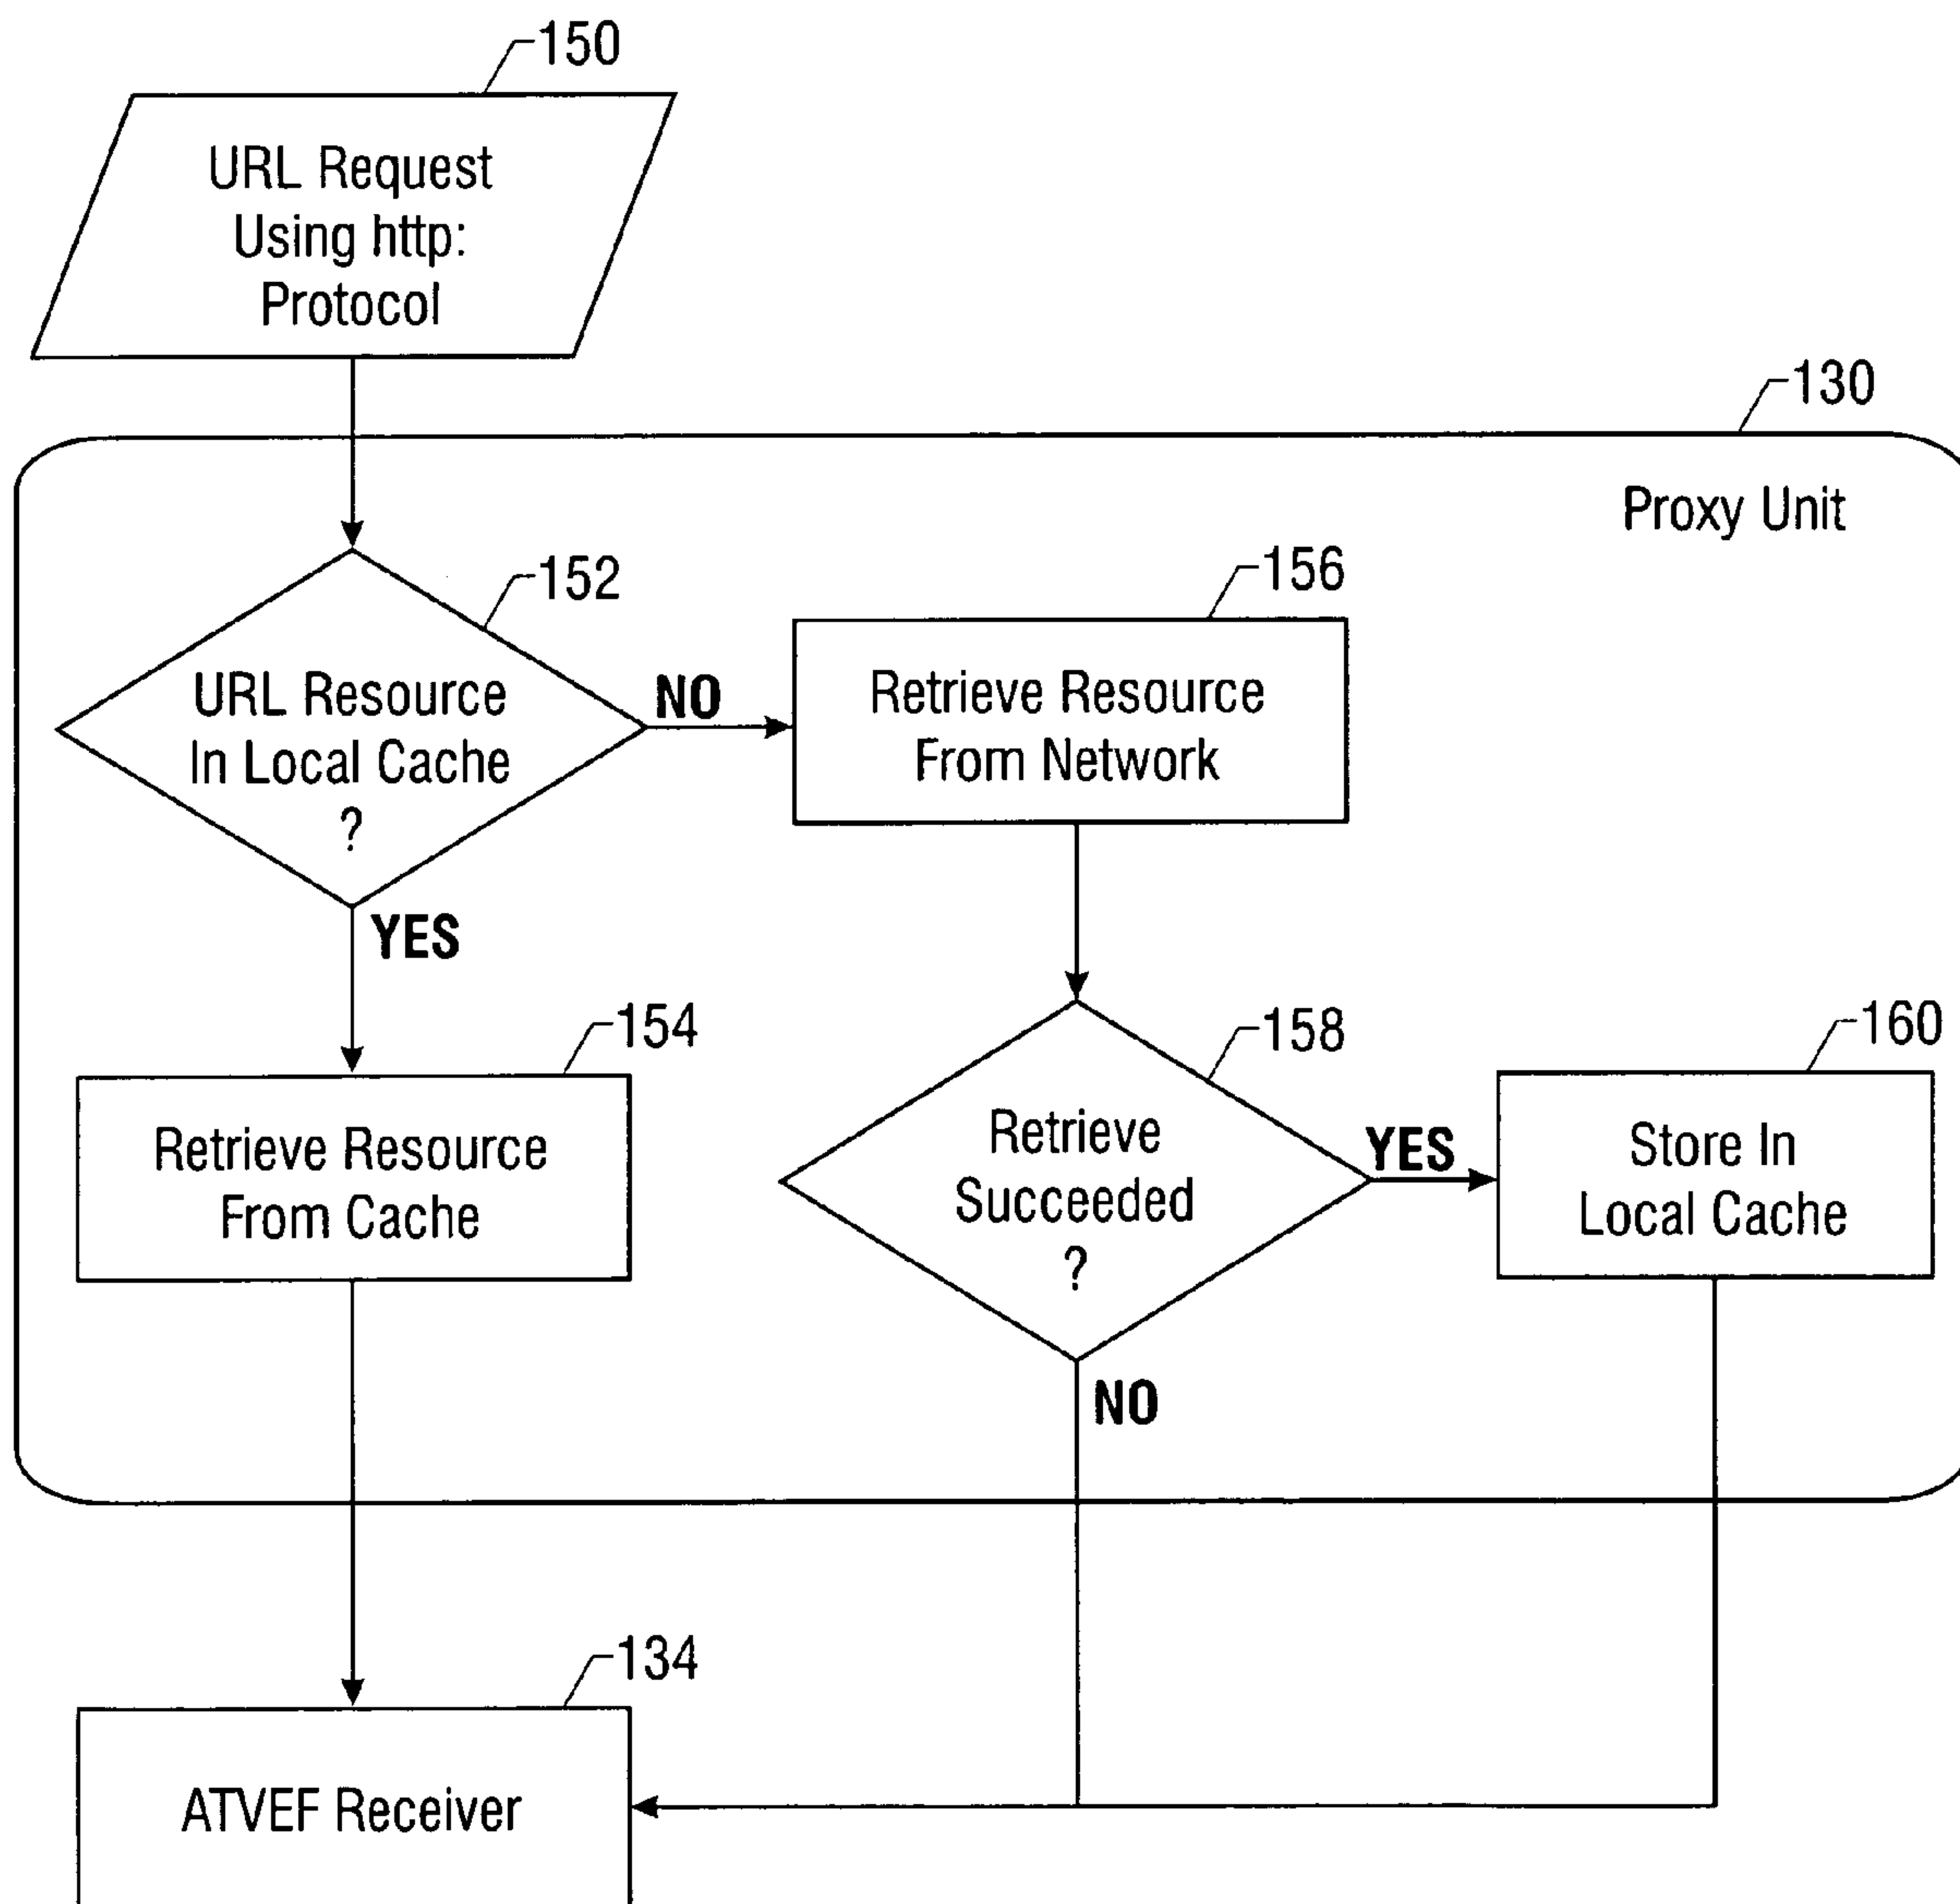 150
URL Request
Using http:
Protocol
130
Proxy Unit
152
URL Resource
In Local Cache
?
NO
156
Retrieve Resource
From Network
YES
154
Retrieve Resource
From Cache
158
Retrieve
Succeeded
?
YES
160
Store In
Local Cache
NO
134
ATVEF Receiver